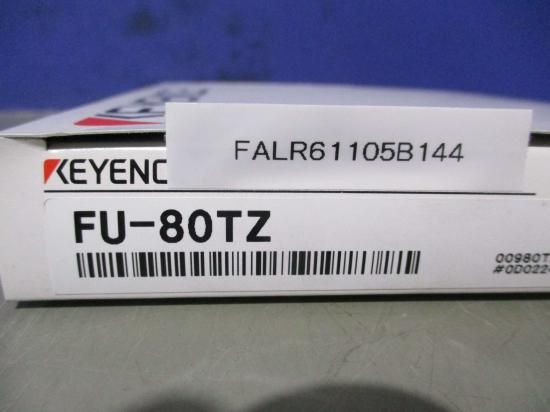 FALR61105B144
KEYENC
FU-80TZ
00980T
#0D022